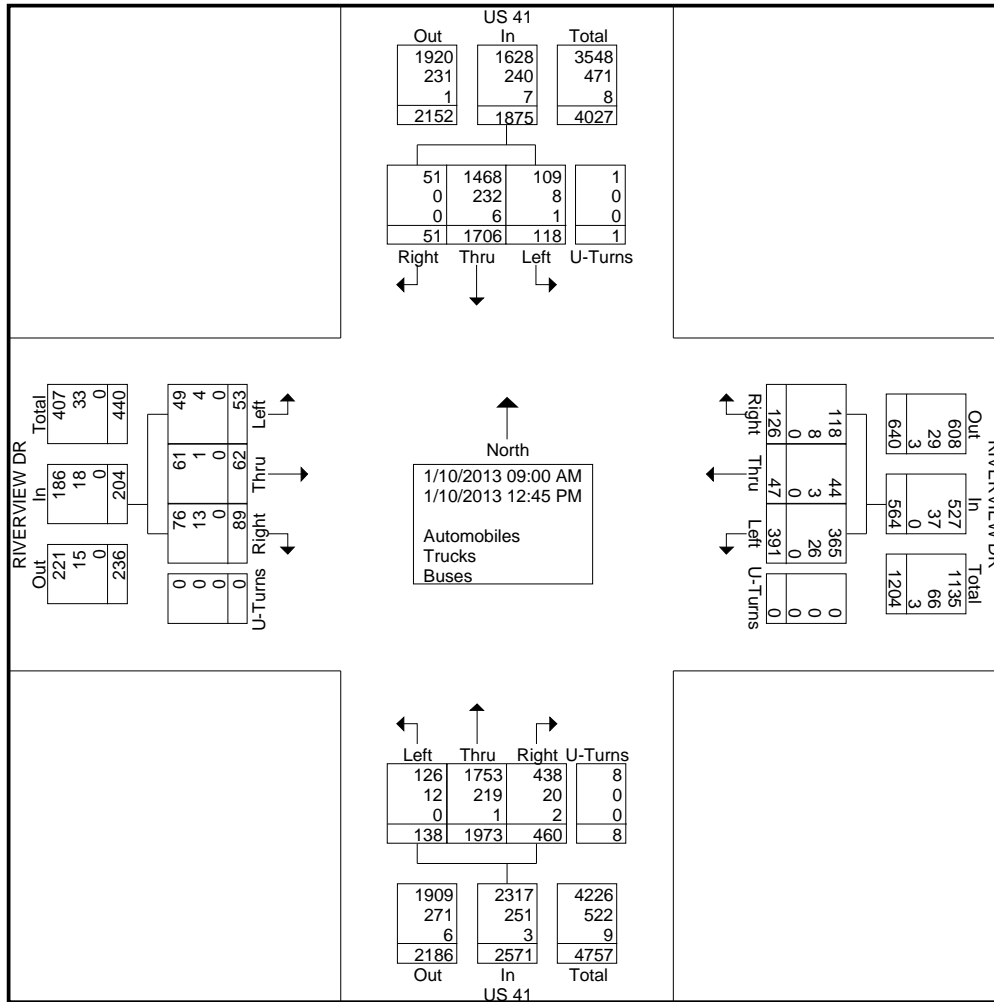 US 41
Out In Total
1920 1628 3548
231 240 471
1 7 8
2152 1875 4027
51 1468 109 1
0 232 8 0
0 6 1 0
51 1706 118 1
Right Thru Left U-Turns
RIVERVIEW DR
Total
407 33 0 440
In
186 18 0 204
Out
221 15 0 236
49 4 0 53
Left
61 1 0 62
Thru
76 13 0 89
Right
0 0 0 0
U-Turns
North
1/10/2013 09:00 AM
1/10/2013 12:45 PM
Automobiles
Trucks
Buses
Right
118 8 0 126
Thru
44 3 0 47
Left
365 26 0 391
U-Turns
0 0 0 0
Out
608 29 3 640
In
527 37 0 564
Total
1135 66 3 1204
RIVERVIEW DR
Left Thru Right U-Turns
126 1753 438 8
12 219 20 0
0 1 2 0
138 1973 460 8
1909 2317 4226
271 251 522
6 3 9
2186 2571 4757
Out In Total
US 41